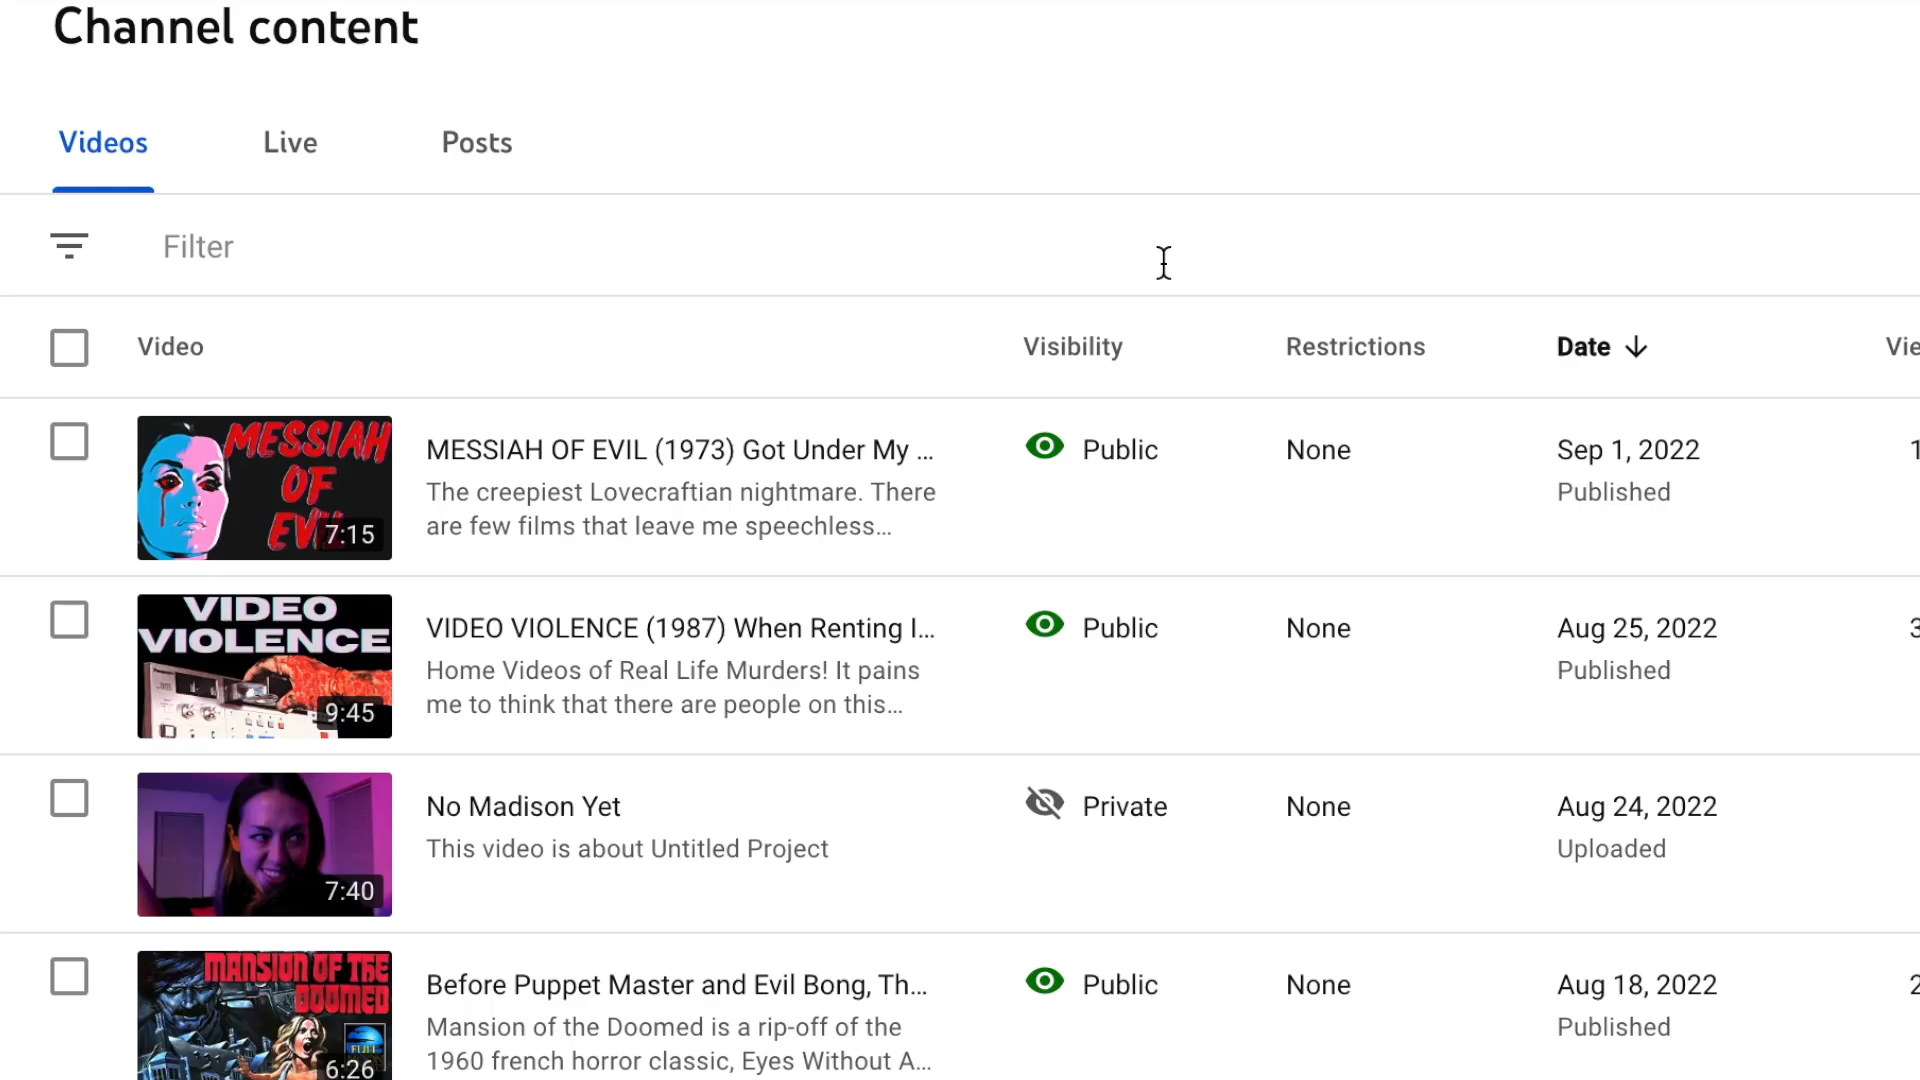 Channel content
Videos Live Posts
Filter
Video Visibility Restrictions Date Vie
MESSIAH
OF
EVIL
7:15
MESSIAH OF EVIL (1973) Got Under My ...
The creepiest Lovecraftian nightmare. There
are few films that leave me speechless...
Public None Sep 1, 2022
Published
1
VIDEO
VIOLENCE
9:45
VIDEO VIOLENCE (1987) When Renting I...
Home Videos of Real Life Murders! It pains
me to think that there are people on this...
Public None Aug 25, 2022
Published
3
7:40
No Madison Yet
This video is about Untitled Project
Private None Aug 24, 2022
Uploaded
MANSION OF THE
DOOMED
FULL
6:26
Before Puppet Master and Evil Bong, Th...
Mansion of the Doomed is a rip-off of the
1960 french horror classic, Eyes Without A...
Public None Aug 18, 2022
Published
2